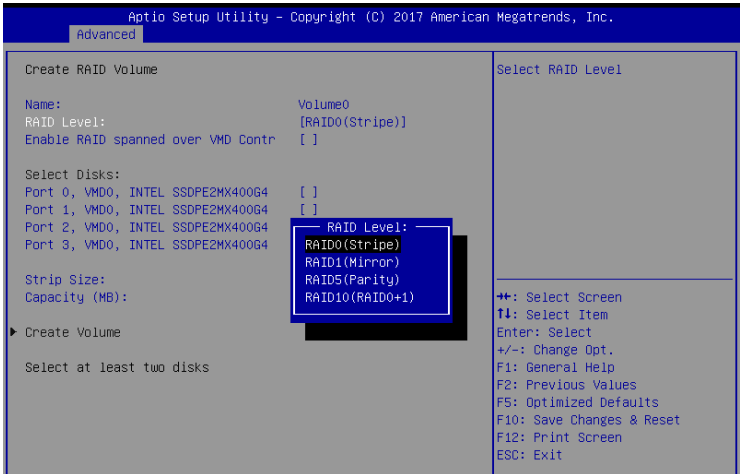 Aptio Setup Utility – Copyright (C) 2017 American Megatrends, Inc.
Advanced
Create RAID Volume
Name: Volume0
RAID Level: [RAID0(Stripe)]
Enable RAID spanned over VMD Contr [ ]
Select Disks:
Port 0, VMD0, INTEL SSDPE2MX400G4 [ ]
Port 1, VMD0, INTEL SSDPE2MX400G4 [ ]
Port 2, VMD0, INTEL SSDPE2MX400G4
Port 3, VMD0, INTEL SSDPE2MX400G4
Strip Size:
Capacity (MB):
Create Volume
Select at least two disks
RAID Level:
RAID0(Stripe)
RAID1(Mirror)
RAID5(Parity)
RAID10(RAID0+1)
Select RAID Level
→←: Select Screen
↑↓: Select Item
Enter: Select
+/-: Change Opt.
F1: General Help
F2: Previous Values
F5: Optimized Defaults
F10: Save Changes & Reset
F12: Print Screen
ESC: Exit